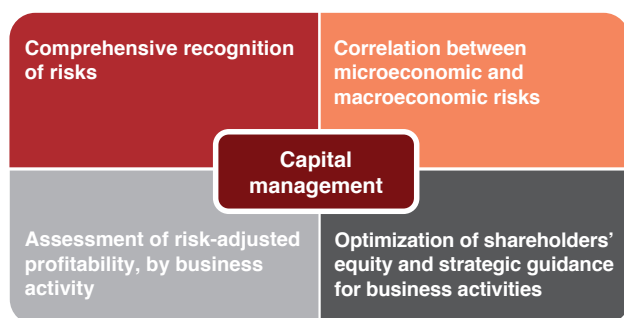 Comprehensive recognition
of risks
Correlation between
microeconomic and
macroeconomic risks
Capital
management
Assessment of risk-adjusted
profitability, by business
activity
Optimization of shareholders’
equity and strategic guidance
for business activities